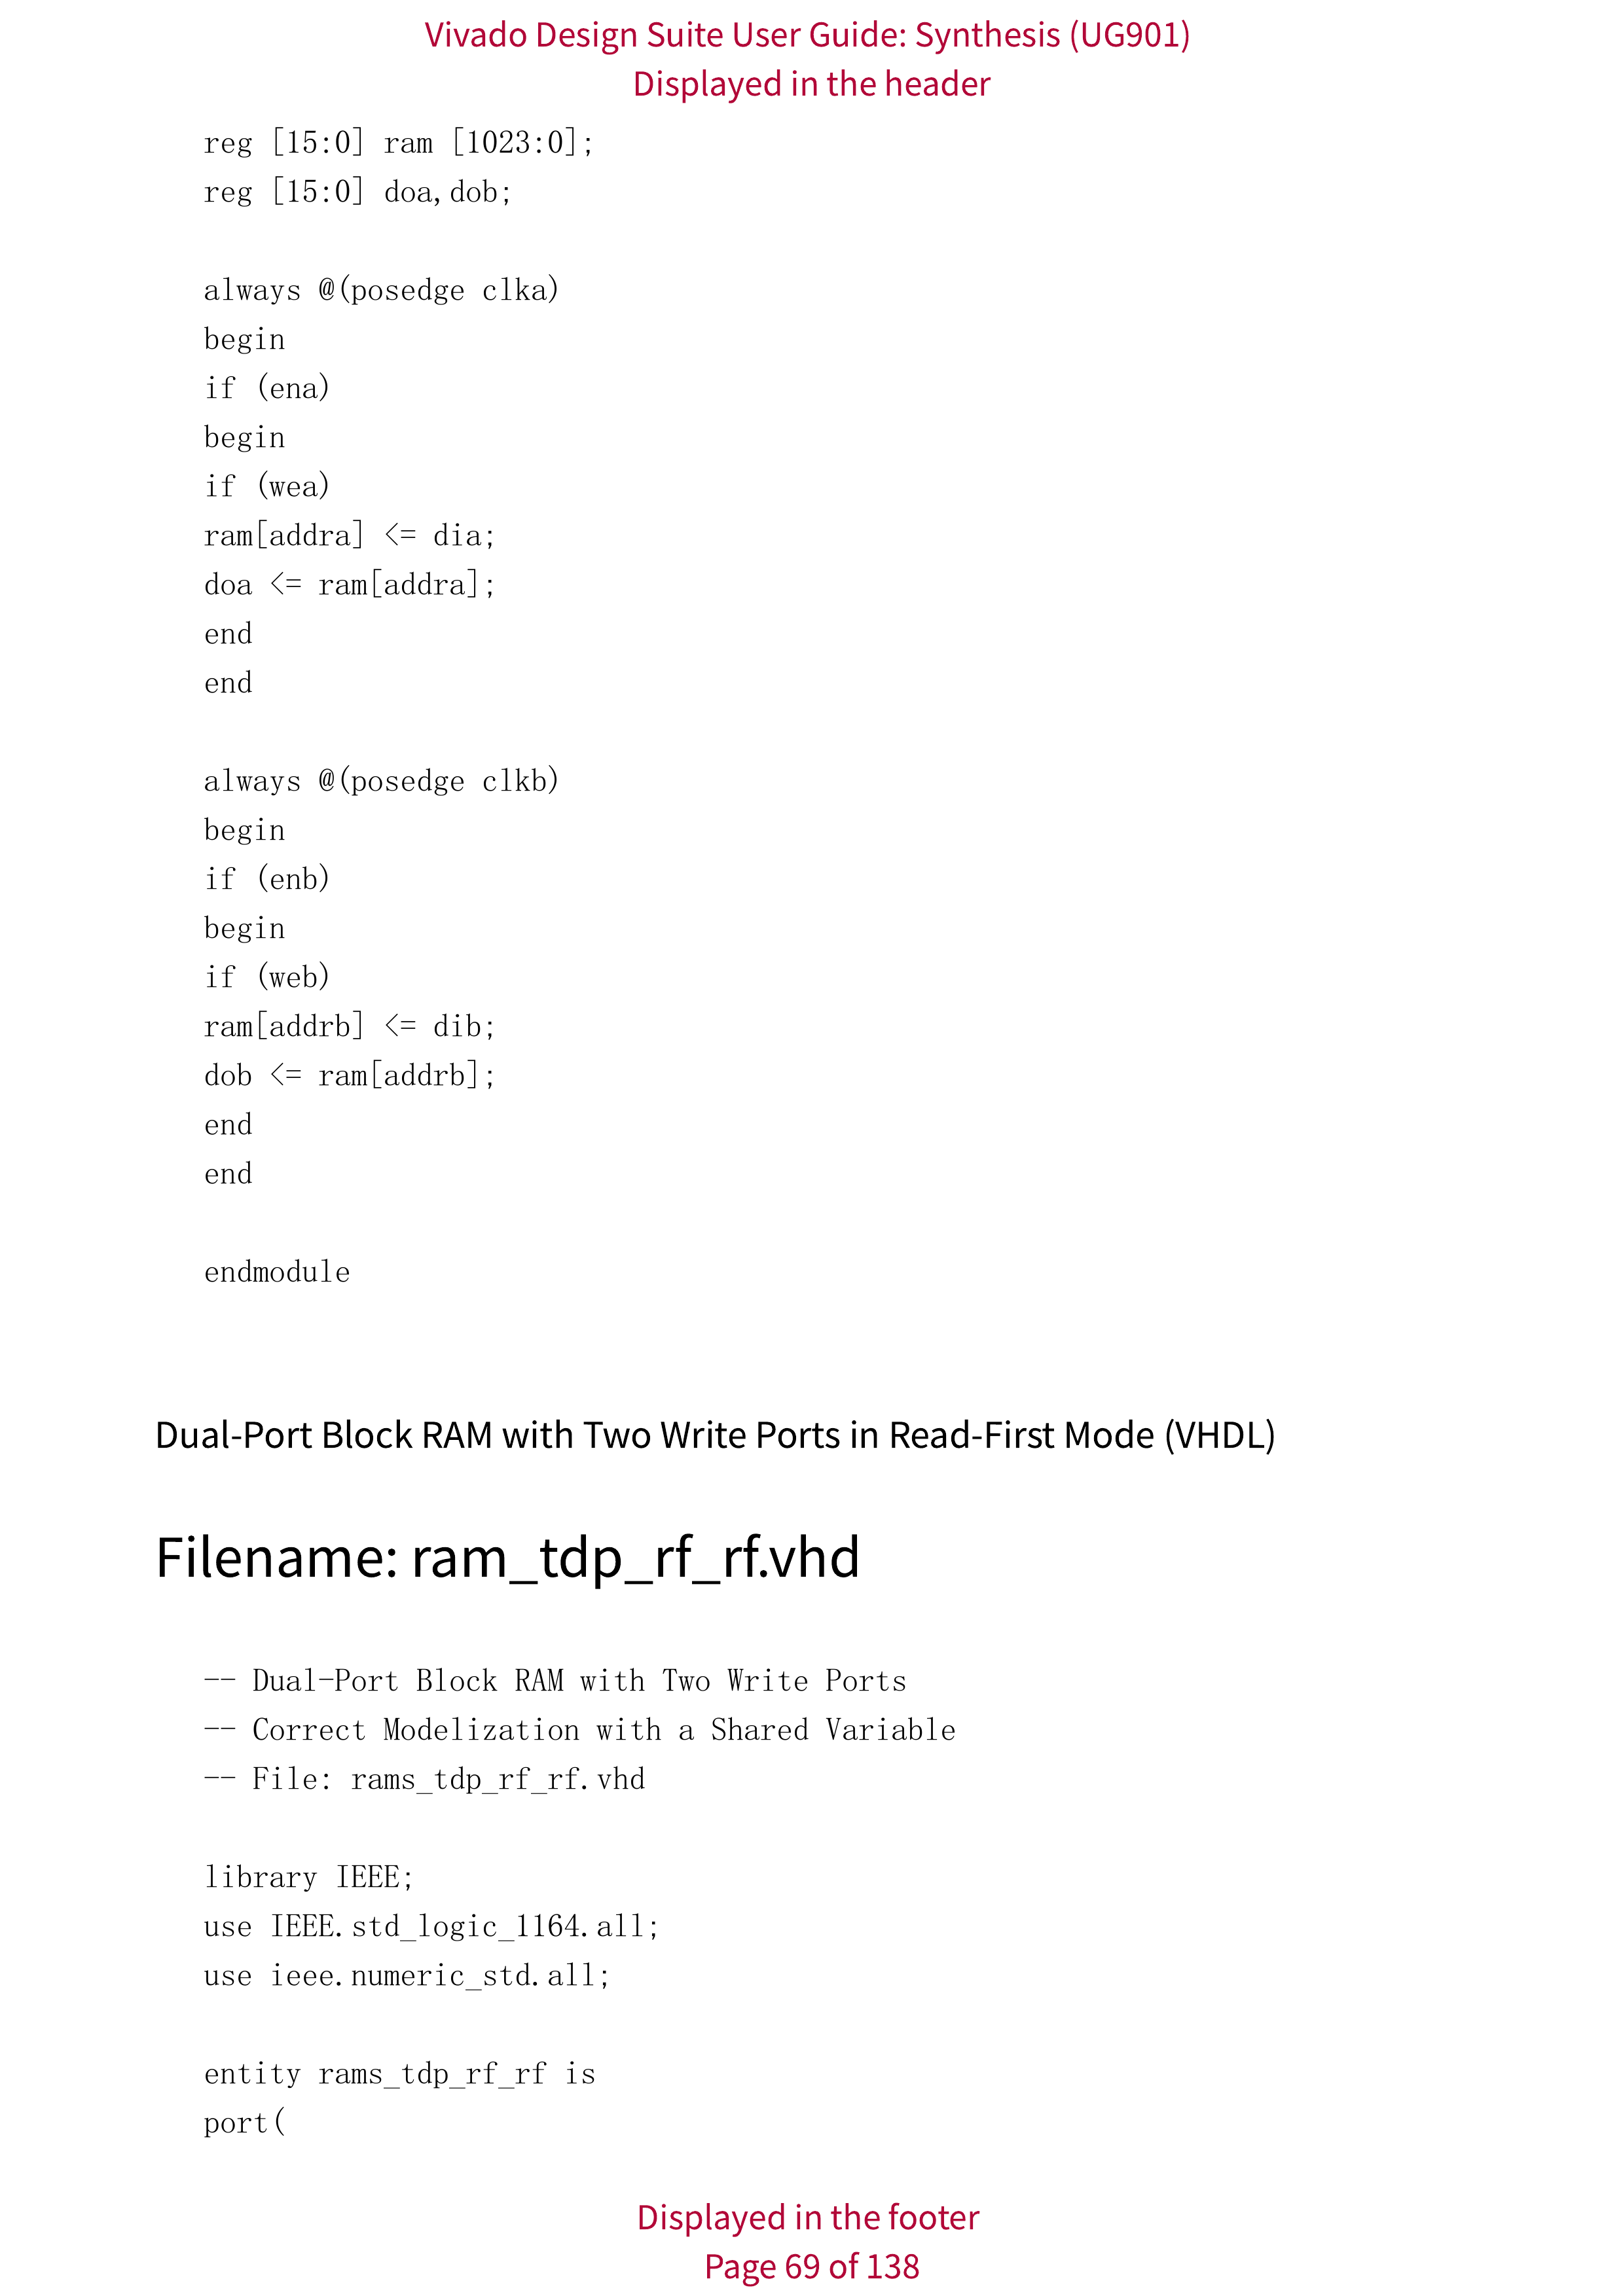 Vivado Design Suite User Guide: Synthesis (UG901)
Displayed in the header
reg [15:0] ram [1023:0];
reg [15:0] doa,dob;
always @(posedge clka)
begin
if (ena)
begin
if (wea)
ram[addra] <= dia;
doa <= ram[addra];
end
end
always @(posedge clkb)
begin
if (enb)
begin
if (web)
ram[addrb] <= dib;
dob <= ram[addrb];
end
end
endmodule
Dual-Port Block RAM with Two Write Ports in Read-First Mode (VHDL)
Filename: ram_tdp_rf_rf.vhd
-- Dual-Port Block RAM with Two Write Ports
-- Correct Modelization with a Shared Variable
-- File: rams_tdp_rf_rf.vhd
library IEEE;
use IEEE.std_logic_1164.all;
use ieee.numeric_std.all;
entity rams_tdp_rf_rf is
port(
Displayed in the footer
Page 69 of 138